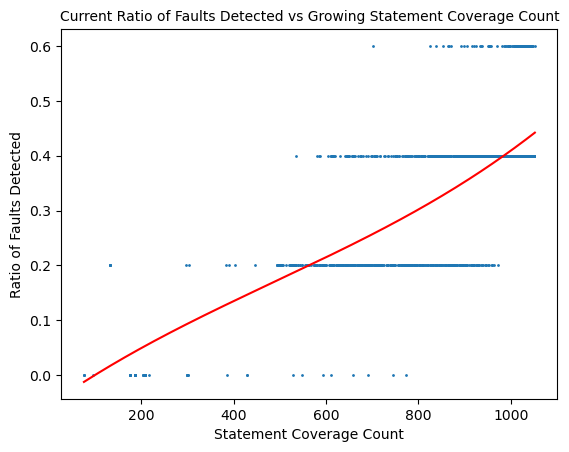 Current Ratio of Faults Detected vs Growing Statement Coverage Count
0.6
0.5
0.4
0.3
0.2
0.1
0.0
Ratio of Faults Detected
200 400 600 800 1000
Statement Coverage Count